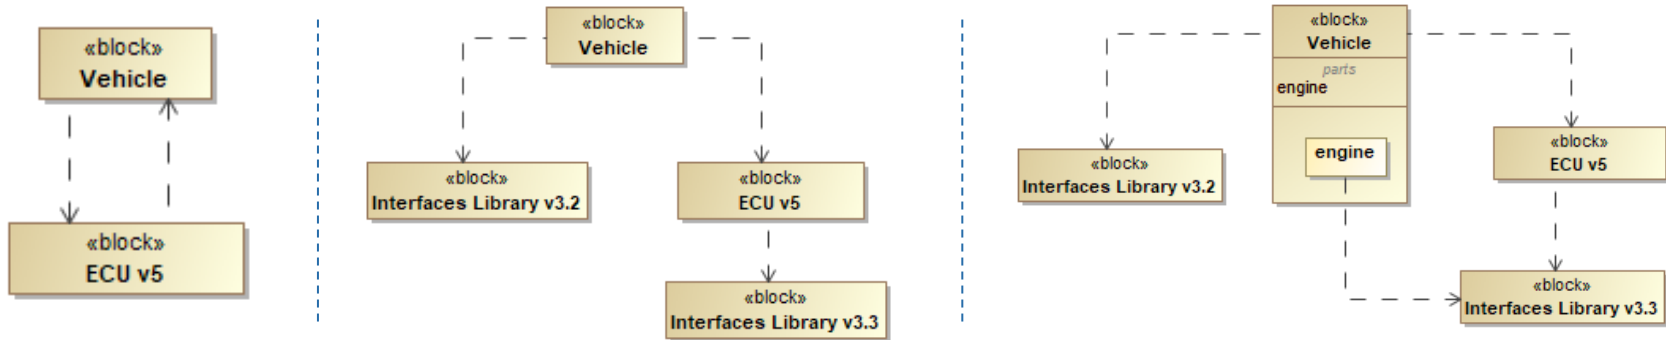 «block»
Vehicle
«block»
ECU v5
«block»
Vehicle
«block»
Interfaces Library v3.2
«block»
ECU v5
«block»
Interfaces Library v3.3
«block»
Vehicle
parts
engine
engine
«block»
Interfaces Library v3.2
«block»
ECU v5
«block»
Interfaces Library v3.3